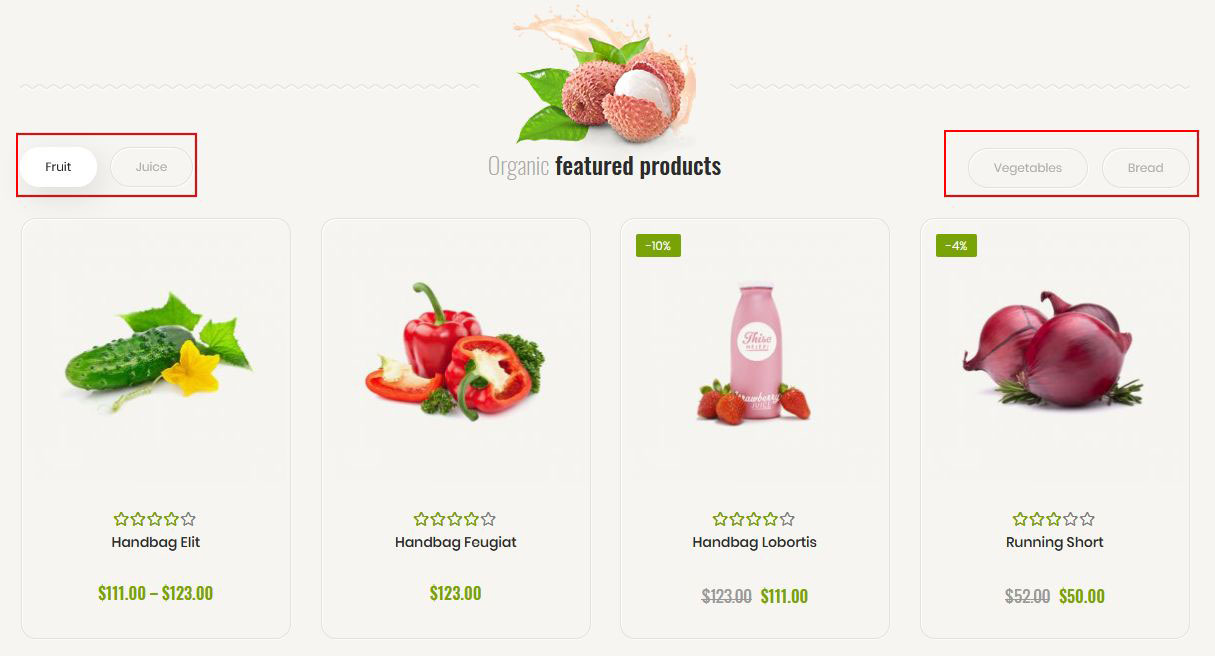 Fruit
Juice
Organic featured products
Vegetables
Bread
-10%
-4%
Thise
Strawberry
JUICE
Handbag Elit
Handbag Feugiat
Handbag Lobortis
Running Short
$111.00 – $123.00
$123.00
$123.00 $111.00
$52.00 $50.00